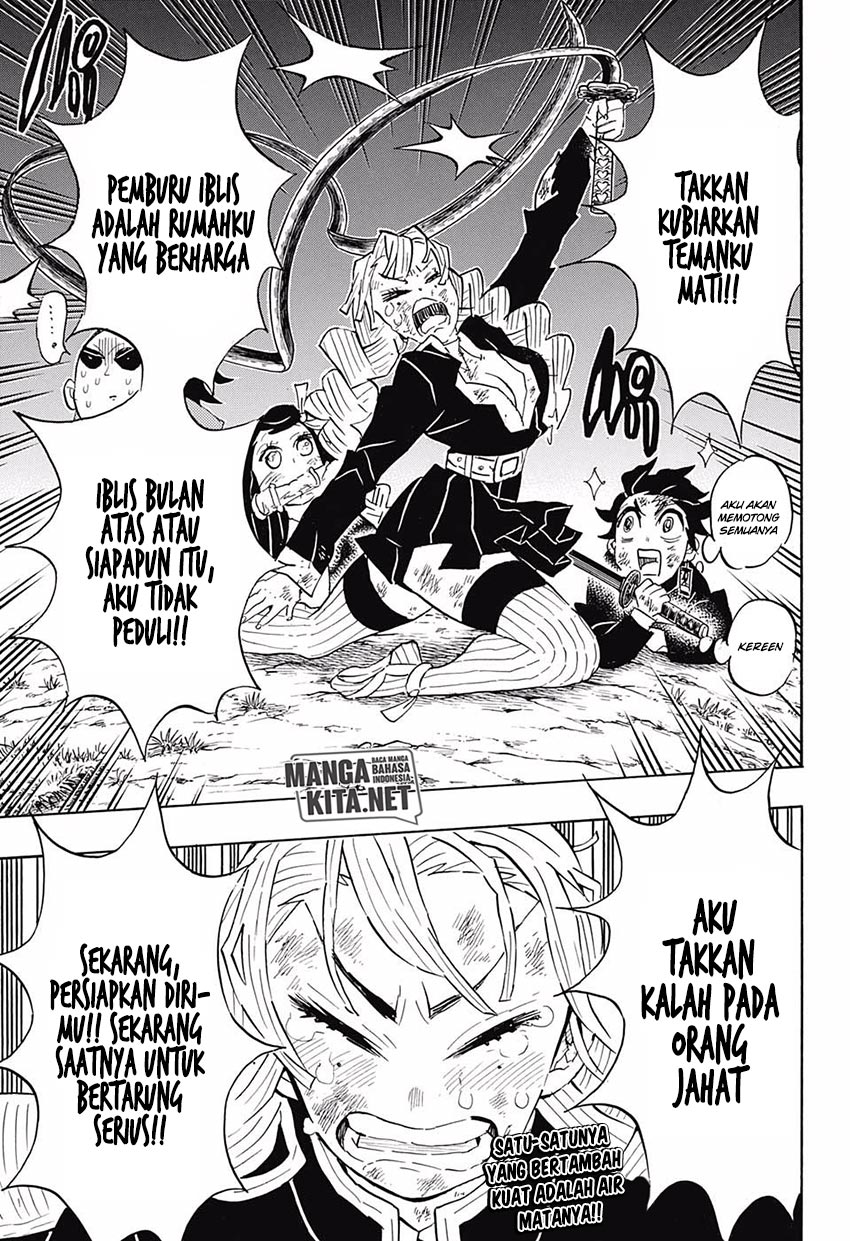 TAKKAN
KUBIARKAN
TEMANKU
MATI!!
PEMBURU IBLIS
ADALAH RUMAHKU
YANG BERHARGA
......
IBLIS BULAN
ATAS ATAU
SIAPAPUN ITU,
AKU TIDAK
PEDULI!!
AKU AKAN
MEMOTONG
SEMUANYA
KEREEN
MANGA
KITA.NET
BACA MANGA
BAHASA
INDONESIA
AKU
TAKKAN
KALAH PADA
ORANG
JAHAT
SEKARANG,
PERSIAPKAN DIRI-
MU!! SEKARANG
SAATNYA UNTUK
BERTARUNG
SERIUS!!
SATU-SATUNYA
YANG BERTAMBAH
KUAT ADALAH AIR
MATANYA!!